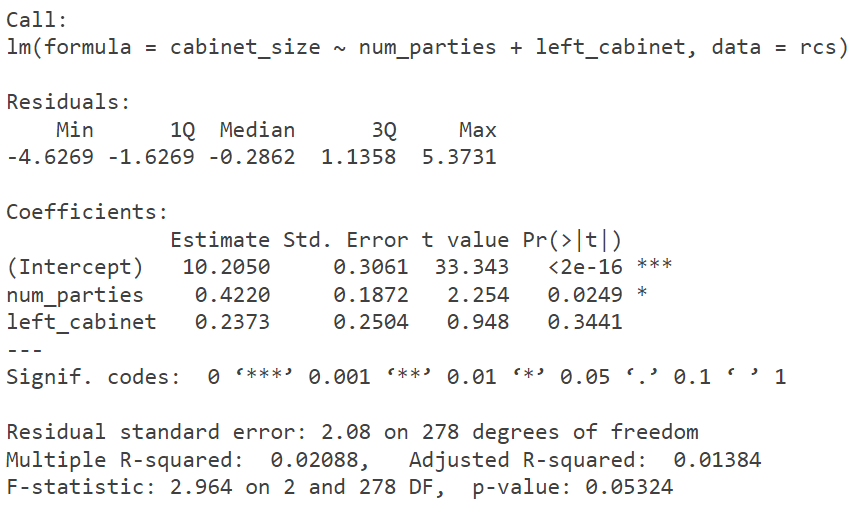 Call:
lm(formula = cabinet_size ~ num_parties + left_cabinet, data = rcs)
Residuals:
    Min      1Q  Median      3Q     Max
-4.6269 -1.6269 -0.2862  1.1358  5.3731
Coefficients:
             Estimate Std. Error t value Pr(>|t|)
(Intercept)   10.2050     0.3061  33.343   <2e-16 ***
num_parties    0.4220     0.1872   2.254   0.0249 *
left_cabinet   0.2373     0.2504   0.948   0.3441
---
Signif. codes:  0 ‘***’ 0.001 ‘**’ 0.01 ‘*’ 0.05 ‘.’ 0.1 ‘ ’ 1
Residual standard error: 2.08 on 278 degrees of freedom
Multiple R-squared:  0.02088,   Adjusted R-squared:  0.01384
F-statistic: 2.964 on 2 and 278 DF,  p-value: 0.05324